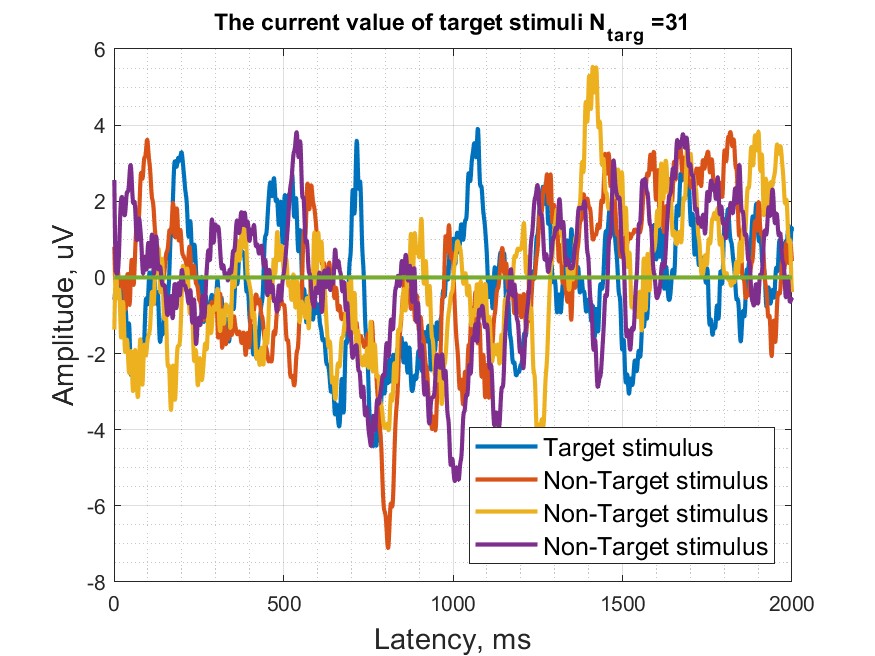 The current value of target stimuli N_targ =31
6
4
2
0
-2
-4
-6
-8
Amplitude, uV
Target stimulus
Non-Target stimulus
Non-Target stimulus
Non-Target stimulus
0 500 1000 1500 2000
Latency, ms